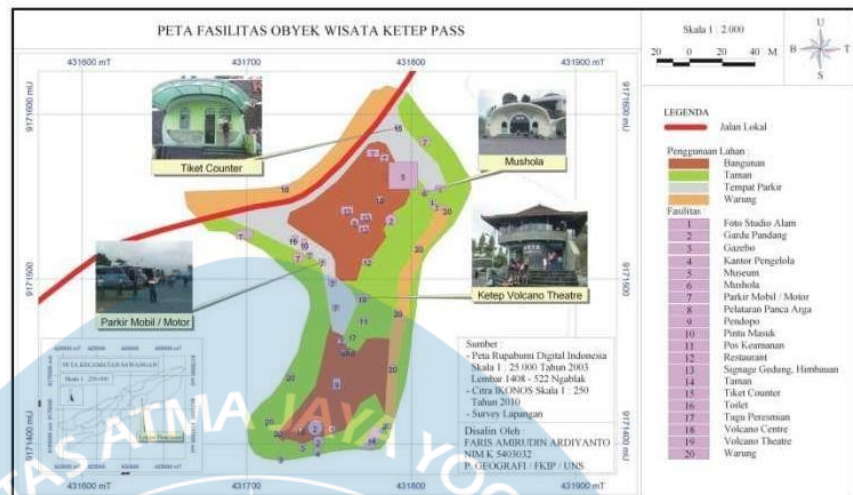 PETA FASILITAS OBYEK WISATA KETEP PASS
431600 mT 431700 431800 431900 mT
9171600 mU
9171500
9171400 mU
Tiket Counter
Mushola
Parkir Mobil / Motor
Ketep Volcano Theatre
PETA KECAMATAN SAWANGAN
Sumber :
- Peta Rupabumi Digital Indonesia
Skala 1 : 25.000 Tahun 2003
Lembar 1408 - 522 Ngablak
- Citra IKONOS Skala 1 : 250
Tahun 2010
- Survey Lapangan
Disalin Oleh :
FARIS AMIRUDIN ARDIYANTO
NIM K 5403032
P. GEOGRAFI / FKIP / UNS
431600 mT 431700 431800 431900 mT
Skala 1 : 2.000
20 0 20 40 M
U
B T
S
LEGENDA
Jalan Lokal
Penggunaan Lahan :
Bangunan
Taman
Tempat Parkir
Warung
Fasilitas :
1 Foto Studio Alam
2 Gardu Pandang
3 Gazebo
4 Kantor Pengelola
5 Museum
6 Mushola
7 Parkir Mobil / Motor
8 Pelataran Panca Arga
9 Pendopo
10 Pintu Masuk
11 Pos Keamanan
12 Restaurant
13 Signage Gedung, Himbauan
14 Taman
15 Tiket Counter
16 Toilet
17 Tugu Peresmian
18 Volcano Centre
19 Volcano Theatre
20 Warung
TAS ATMA JAYA YO